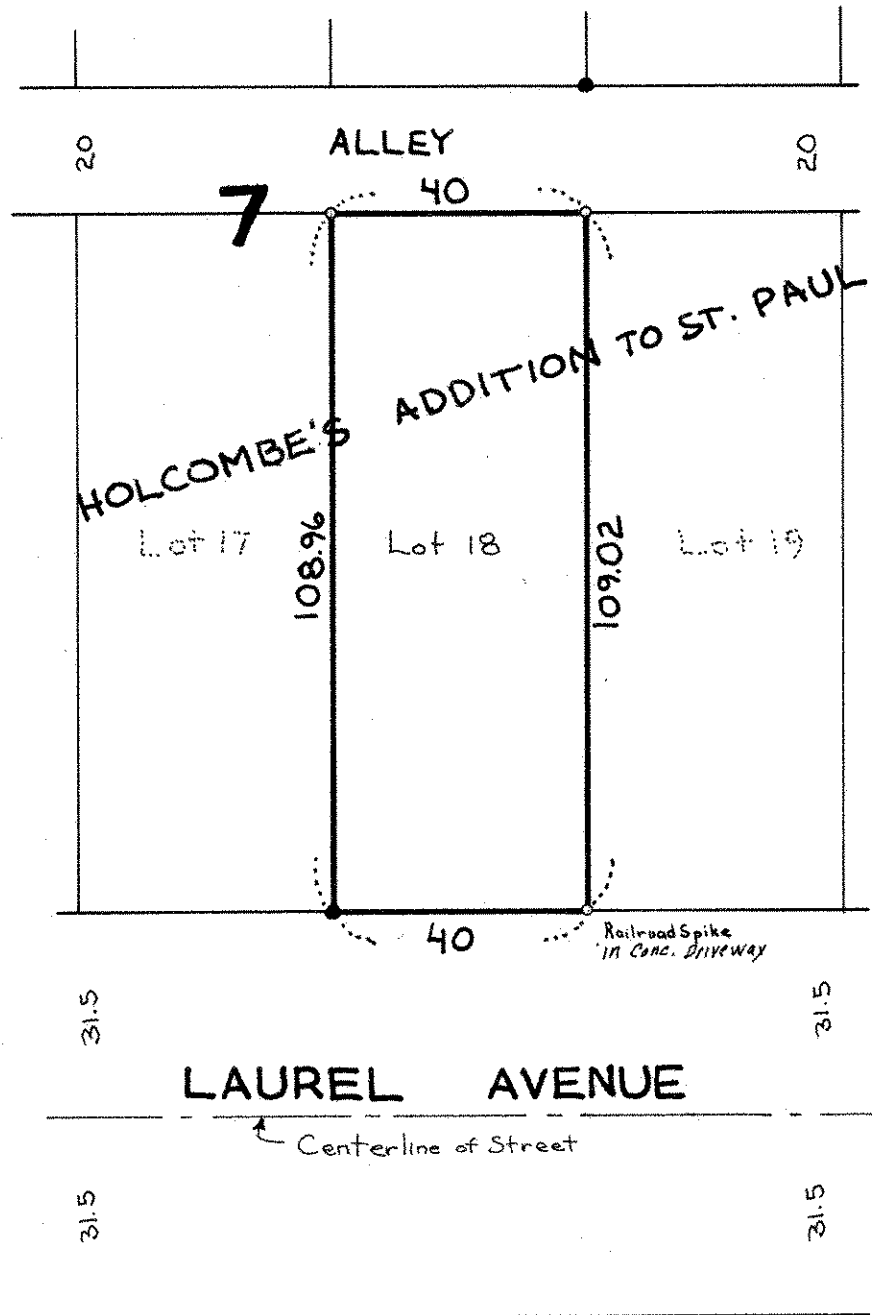 20
ALLEY
20
7
40
HOLCOMBE'S ADDITION TO ST. PAUL
Lot 17
108.96
Lot 18
109.02
Lot 19
40
Railroad Spike
in Conc. Driveway
31.5
31.5
LAUREL AVENUE
Centerline of Street
31.5
31.5